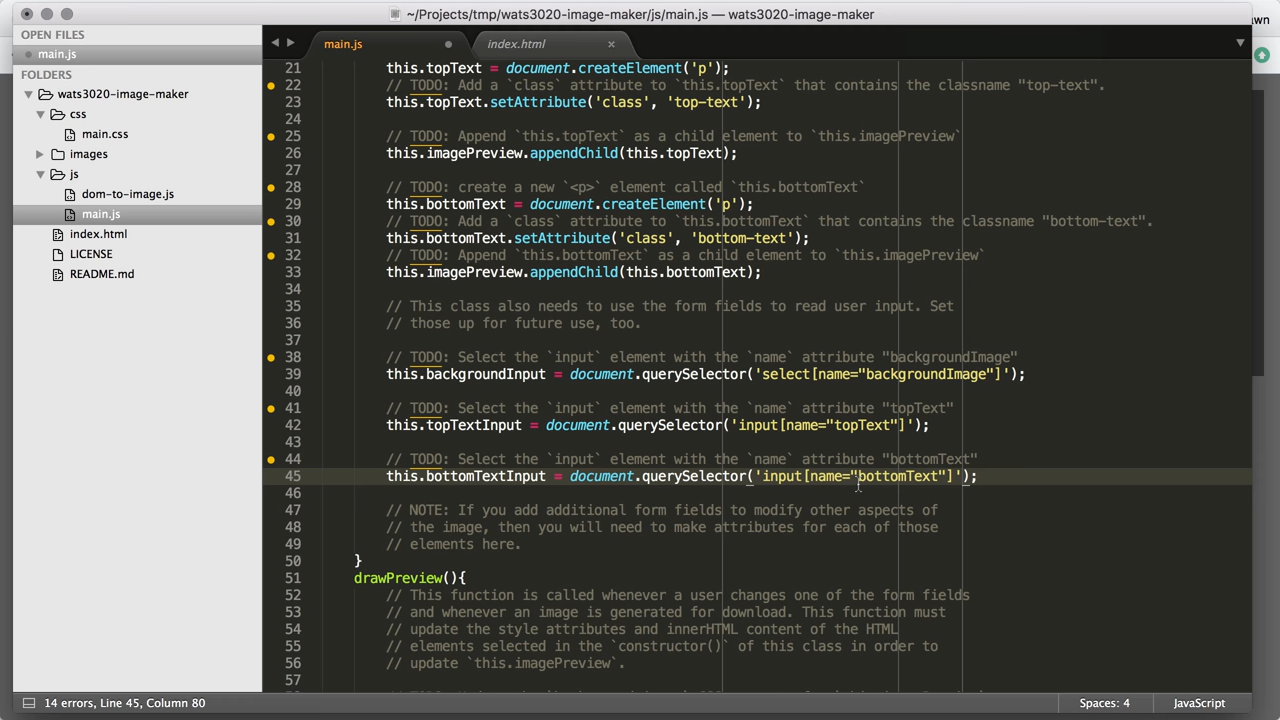 ~/Projects/tmp/wats3020-image-maker/js/main.js — wats3020-image-maker
awn
OPEN FILES
main.js
FOLDERS
wats3020-image-maker
css
main.css
images
js
dom-to-image.js
main.js
index.html
LICENSE
README.md
main.js
index.html
21 this.topText = document.createElement('p');
22 // TODO: Add a `class` attribute to `this.topText` that contains the classname "top-text".
23 this.topText.setAttribute('class', 'top-text');
24
25 // TODO: Append `this.topText` as a child element to `this.imagePreview`
26 this.imagePreview.appendChild(this.topText);
27
28 // TODO: create a new `<p>` element called `this.bottomText`
29 this.bottomText = document.createElement('p');
30 // TODO: Add a `class` attribute to `this.bottomText` that contains the classname "bottom-text".
31 this.bottomText.setAttribute('class', 'bottom-text');
32 // TODO: Append `this.bottomText` as a child element to `this.imagePreview`
33 this.imagePreview.appendChild(this.bottomText);
34
35 // This class also needs to use the form fields to read user input. Set
36 // those up for future use, too.
37
38 // TODO: Select the `input` element with the `name` attribute "backgroundImage"
39 this.backgroundInput = document.querySelector('select[name="backgroundImage"]');
40
41 // TODO: Select the `input` element with the `name` attribute "topText"
42 this.topTextInput = document.querySelector('input[name="topText"]');
43
44 // TODO: Select the `input` element with the `name` attribute "bottomText"
45 this.bottomTextInput = document.querySelector('input[name="bottomText"]');
46
47 // NOTE: If you add additional form fields to modify other aspects of
48 // the image, then you will need to make attributes for each of those
49 // elements here.
50 }
51 drawPreview(){
52 // This function is called whenever a user changes one of the form fields
53 // and whenever an image is generated for download. This function must
54 // update the style attributes and innerHTML content of the HTML
55 // elements selected in the `constructor()` of this class in order to
56 // update `this.imagePreview`.
57
14 errors, Line 45, Column 80
Spaces: 4
JavaScript